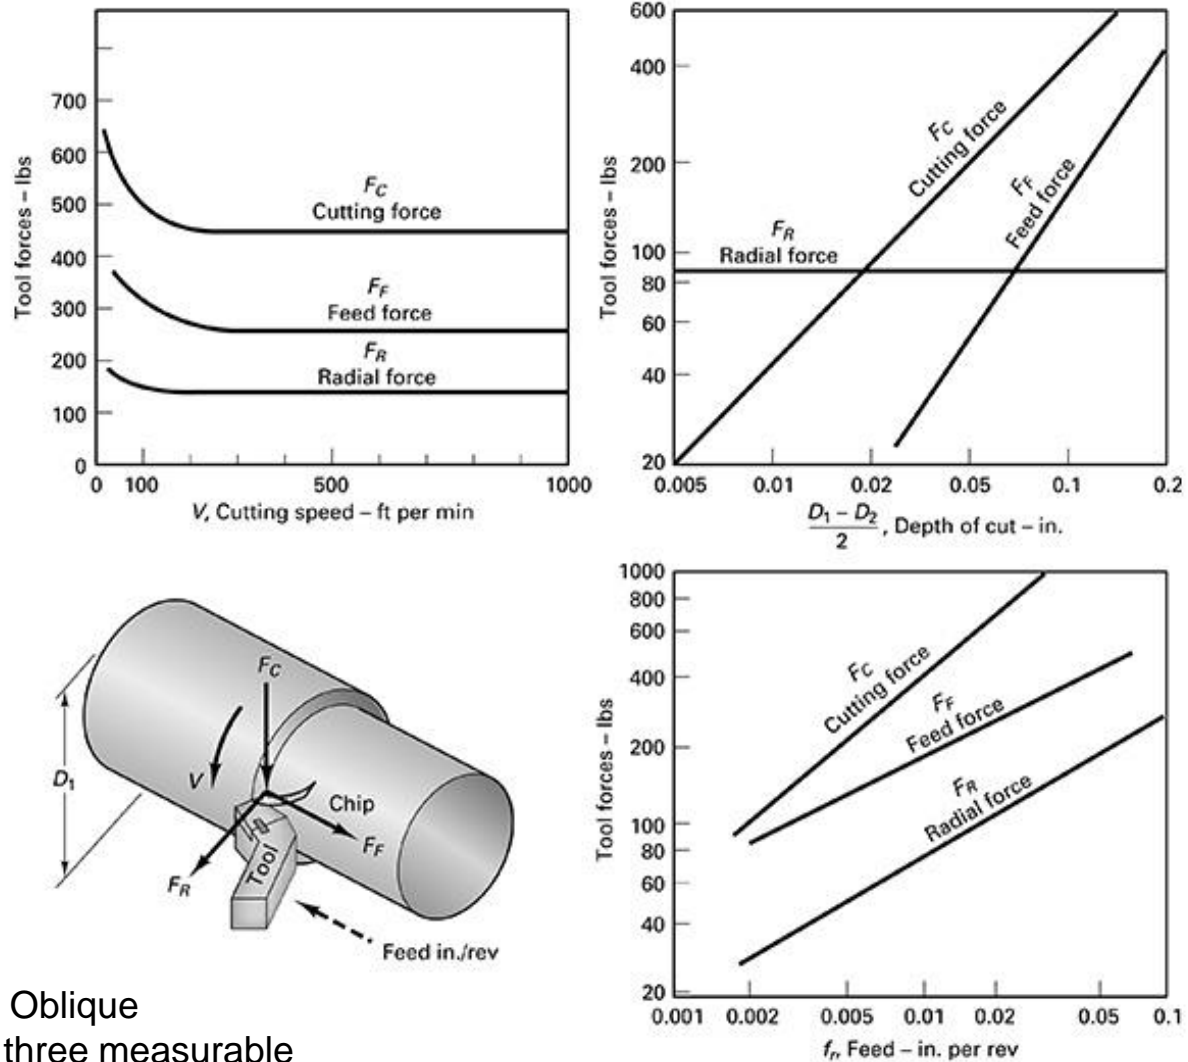 Tool forces – lbs
700
600
500
400
300
200
100
0
F_C
Cutting force
F_F
Feed force
F_R
Radial force
0 100 500 1000
V, Cutting speed – ft per min
Tool forces – lbs
600
400
200
100
80
60
40
20
F_C
Cutting force
F_F
Feed force
F_R
Radial force
0.005 0.01 0.02 0.05 0.1 0.2
D_1 – D_2
2
, Depth of cut – in.
F_C
D_1
V
Chip
F_F
F_R
Tool
Feed in./rev
Tool forces – lbs
1000
800
600
400
200
100
80
60
40
20
F_C
Cutting force
F_F
Feed force
F_R
Radial force
0.001 0.002 0.005 0.01 0.02 0.05 0.1
f_r, Feed – in. per rev
Oblique
three measurable